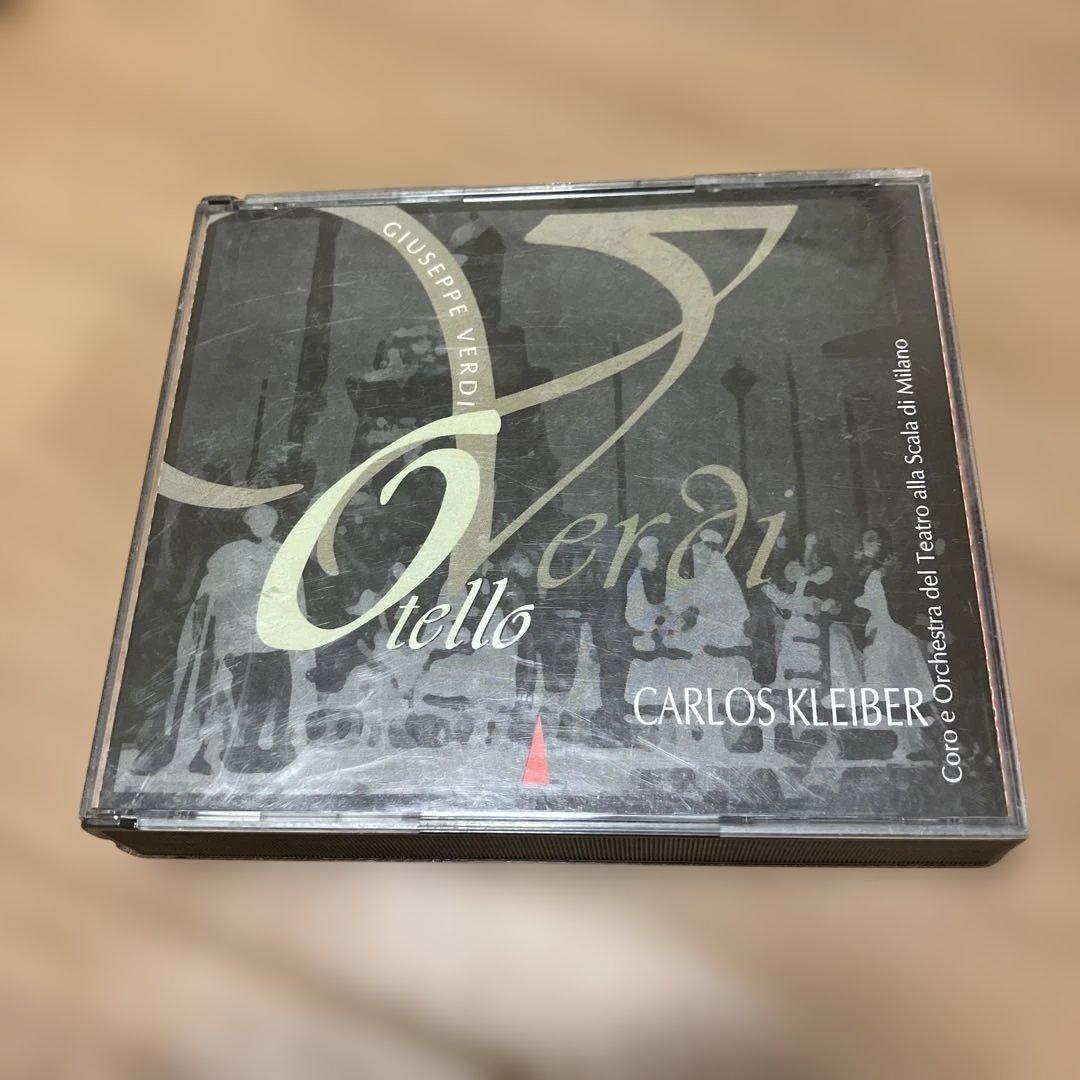 GIUSEPPE VERDI
Verdi
Otello
CARLOS KLEIBER
Coro e Orchestra del Teatro alla Scala di Milano